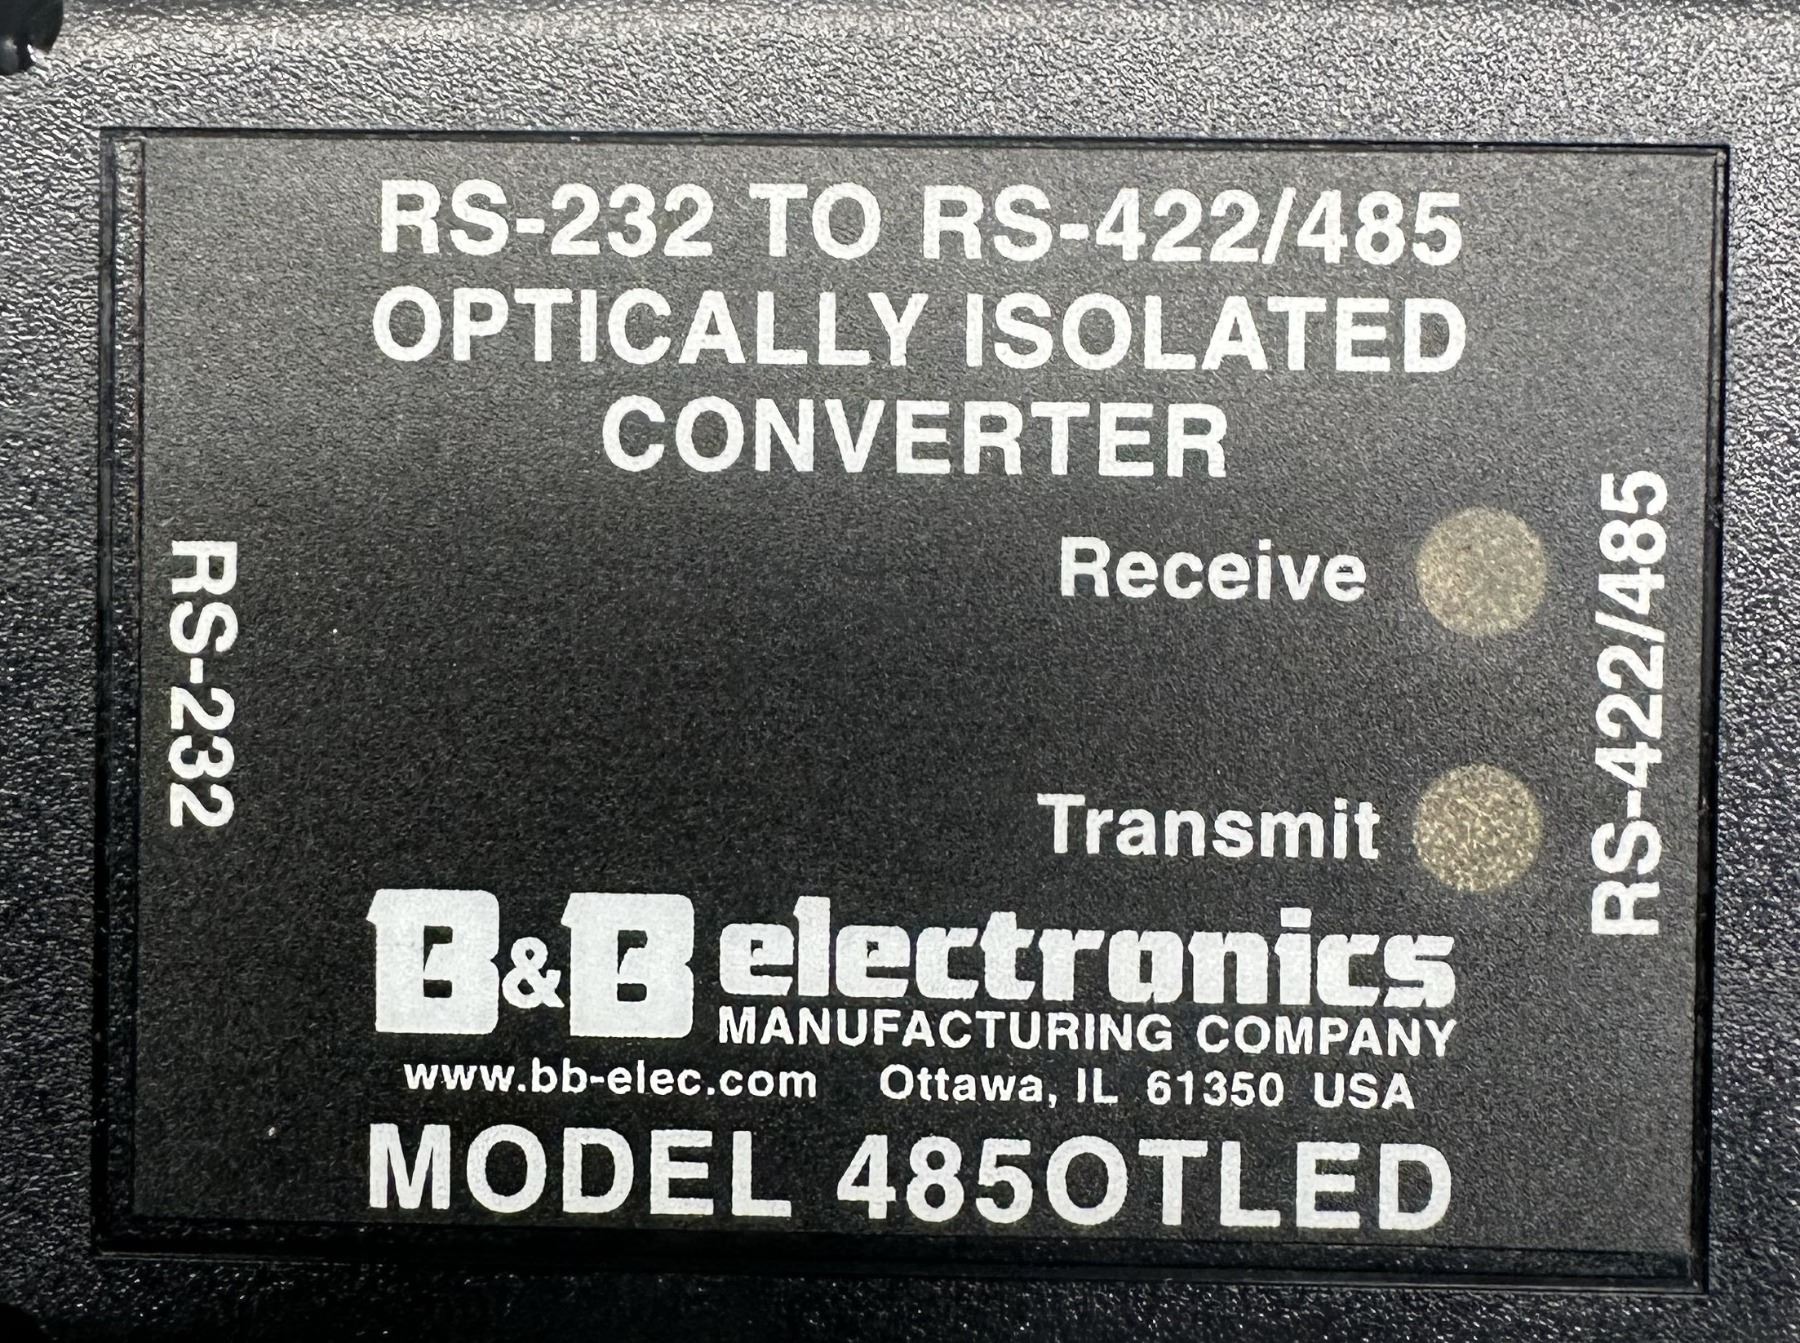 RS-232 TO RS-422/485
OPTICALLY ISOLATED
CONVERTER
RS-232
Receive
RS-422/485
Transmit
B&B electronics
MANUFACTURING COMPANY
www.bb-elec.com Ottawa, IL 61350 USA
MODEL 485OTLED